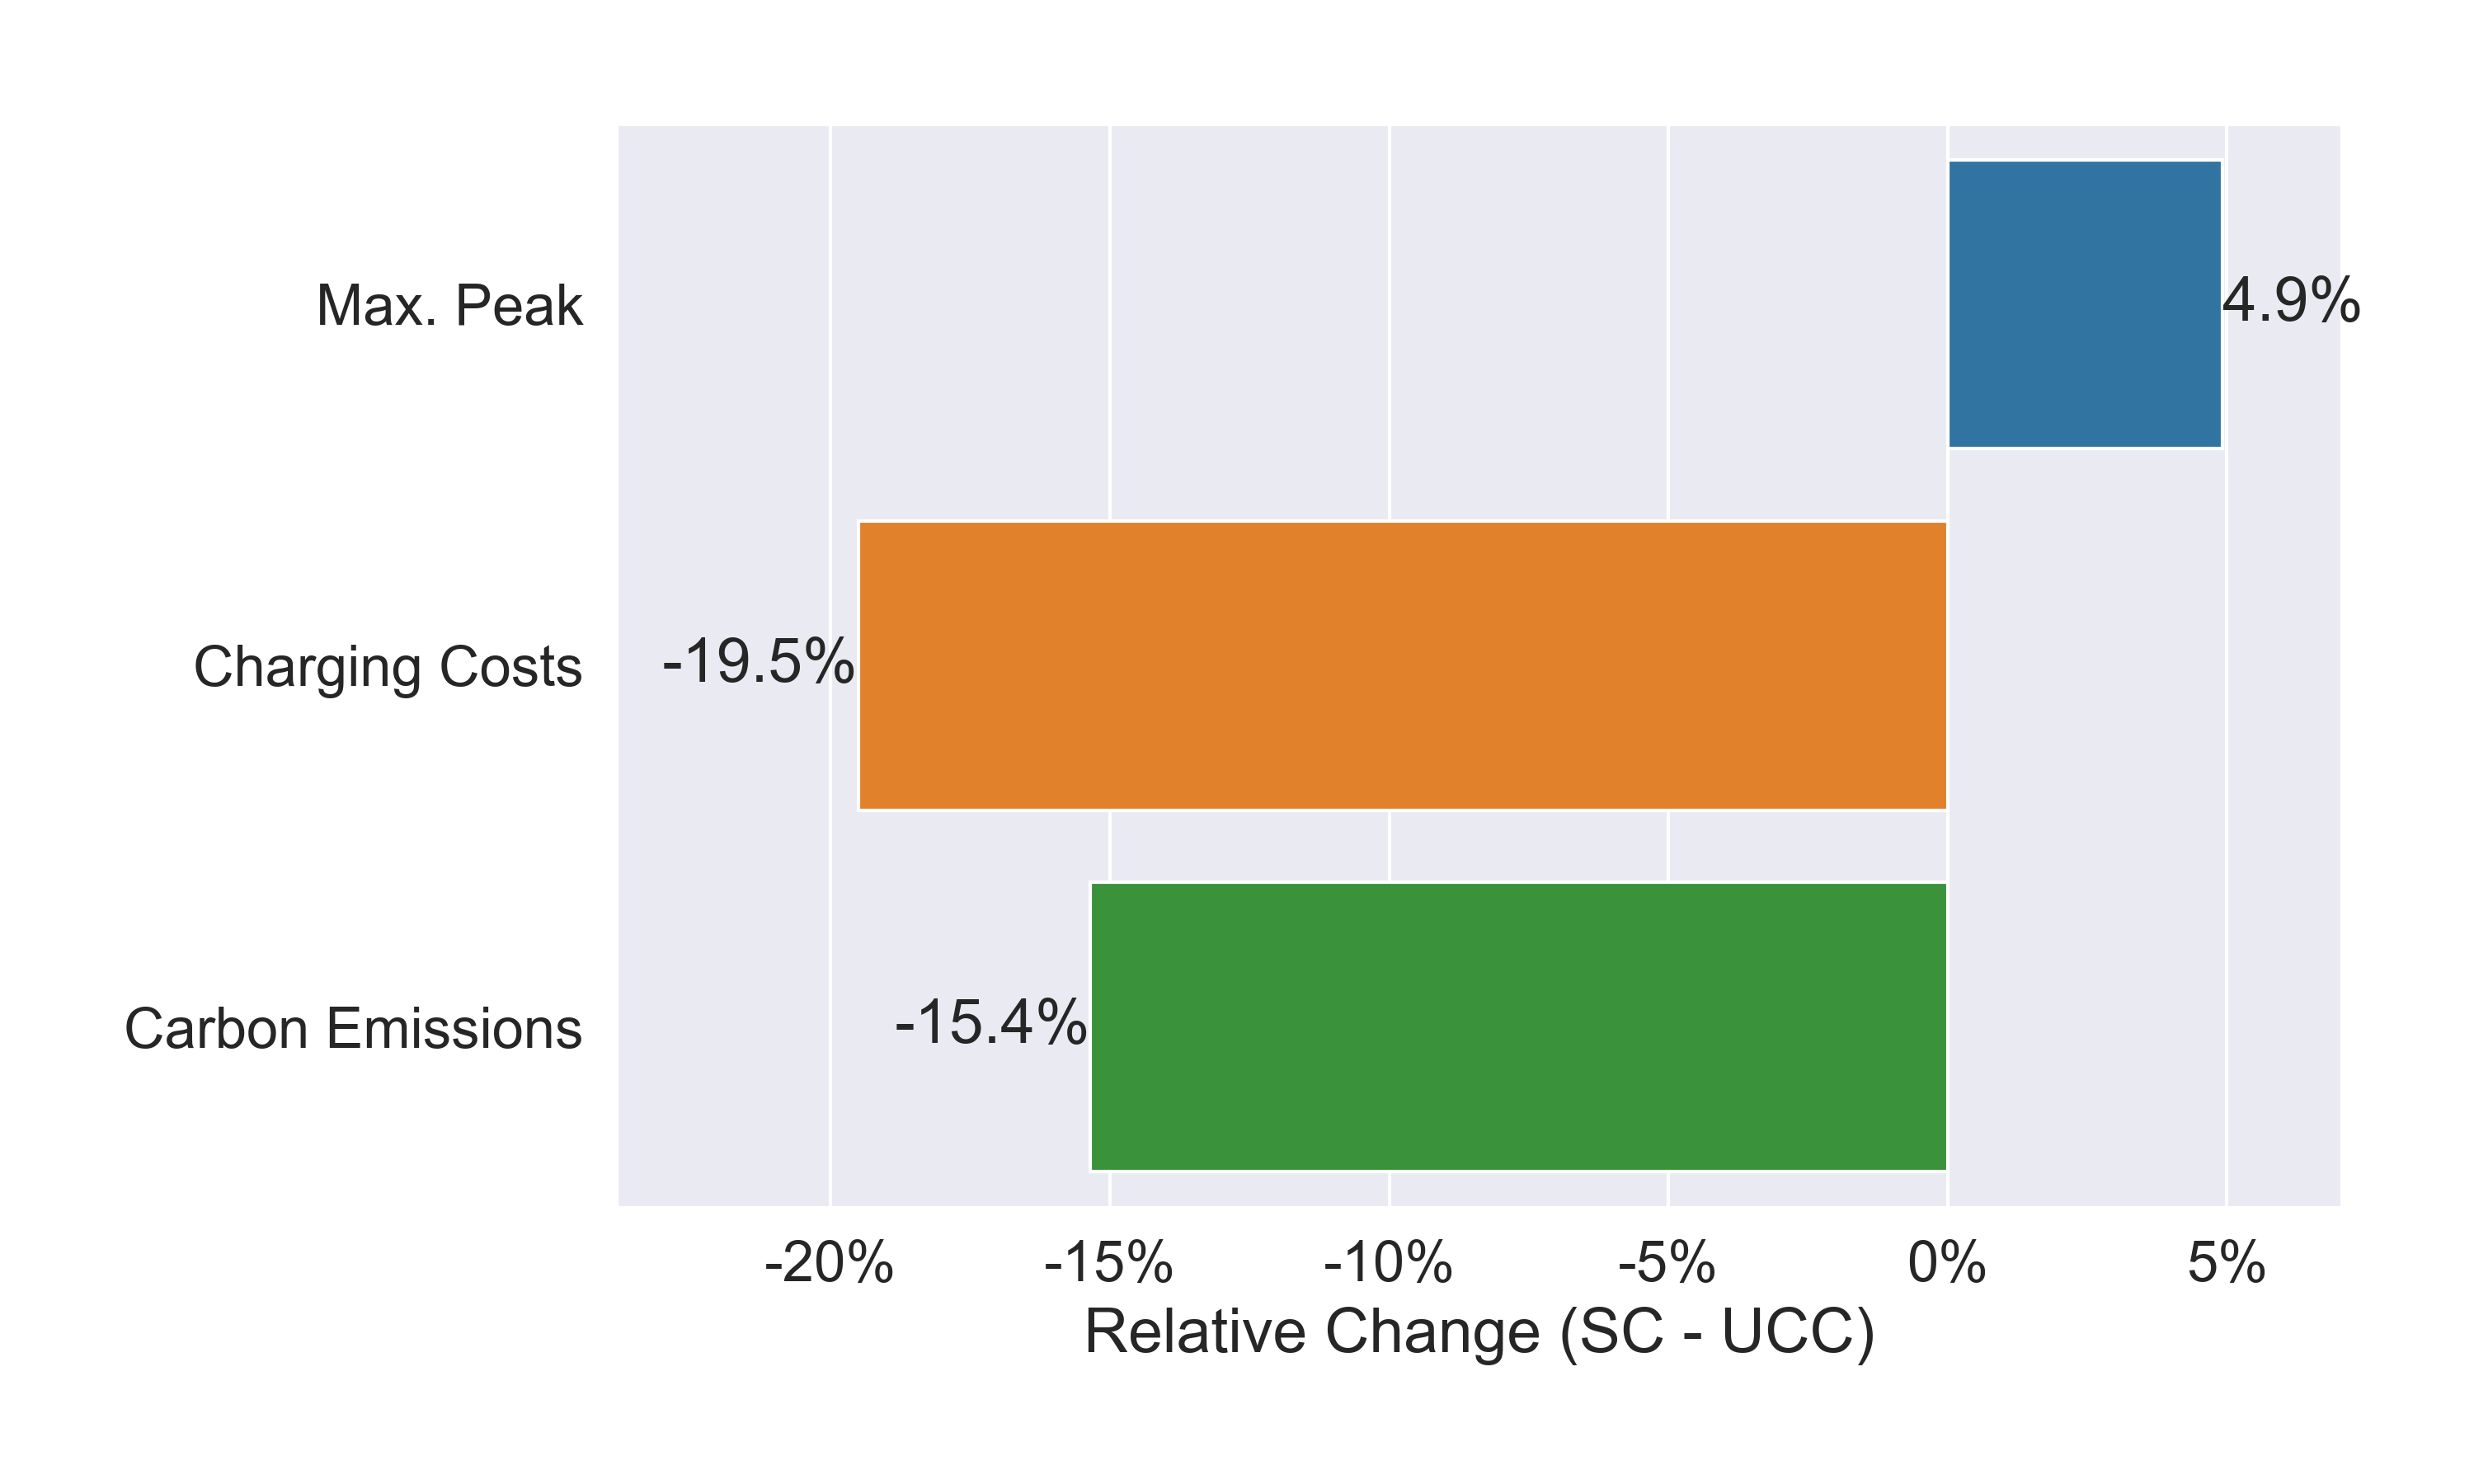 Max. Peak
4.9%
Charging Costs
-19.5%
Carbon Emissions
-15.4%
-20% -15% -10% -5% 0% 5%
Relative Change (SC - UCC)